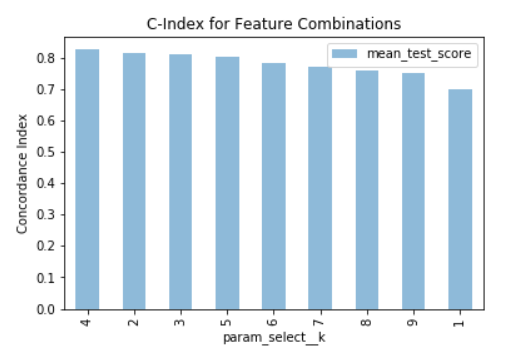 C-Index for Feature Combinations
mean_test_score
Concordance Index
0.8
0.7
0.6
0.5
0.4
0.3
0.2
0.1
0.0
4 2 3 5 6 7 8 9 1
param_select__k